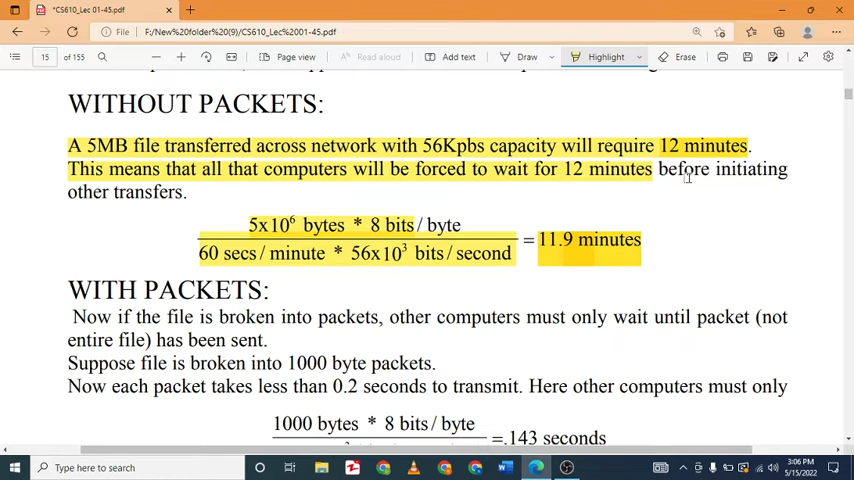 *CS610_Lec 01-45.pdf
File
F:/New folder (9)/CS610_Lec%2001-45.pdf
15 of 155
Page view
Read aloud
Add text
Draw
Highlight
Erase
WITHOUT PACKETS:
A 5MB file transferred across network with 56Kpbs capacity will require 12 minutes.
This means that all that computers will be forced to wait for 12 minutes before initiating
other transfers.
5x10⁶ bytes * 8 bits / byte
60 secs / minute * 56x10³ bits / second
= 11.9 minutes
WITH PACKETS:
Now if the file is broken into packets, other computers must only wait until packet (not
entire file) has been sent.
Suppose file is broken into 1000 byte packets.
Now each packet takes less than 0.2 seconds to transmit. Here other computers must only
1000 bytes * 8 bits / byte
=.143 seconds
Type here to search
3:06 PM
5/15/2022